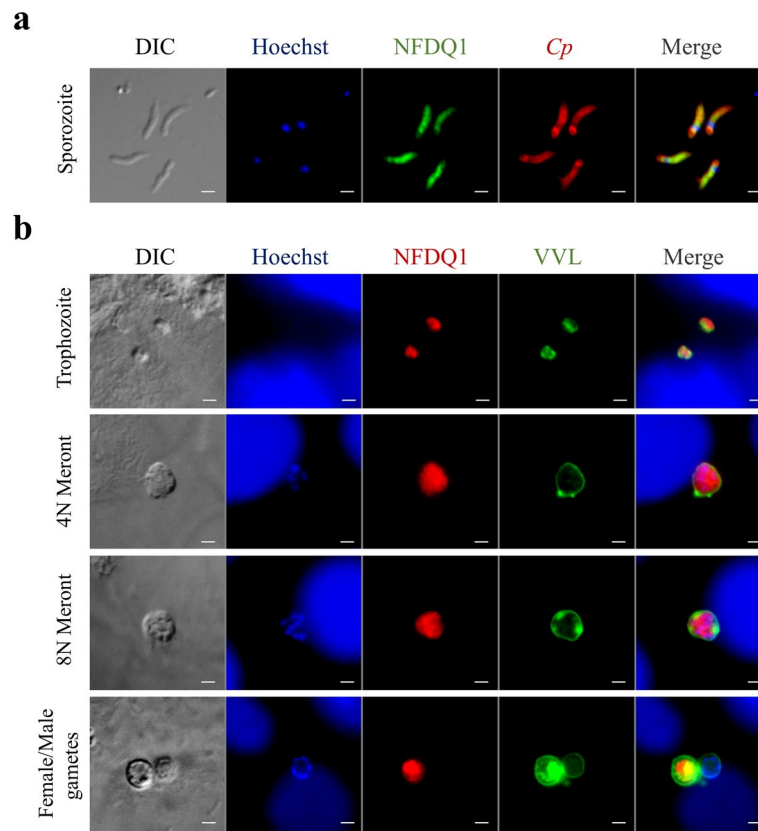 a
DIC Hoechst NFDQ1 Cp Merge
Sporozoite
b
DIC Hoechst NFDQ1 VVL Merge
Trophozoite
4N Meront
8N Meront
Female/Male
gametes